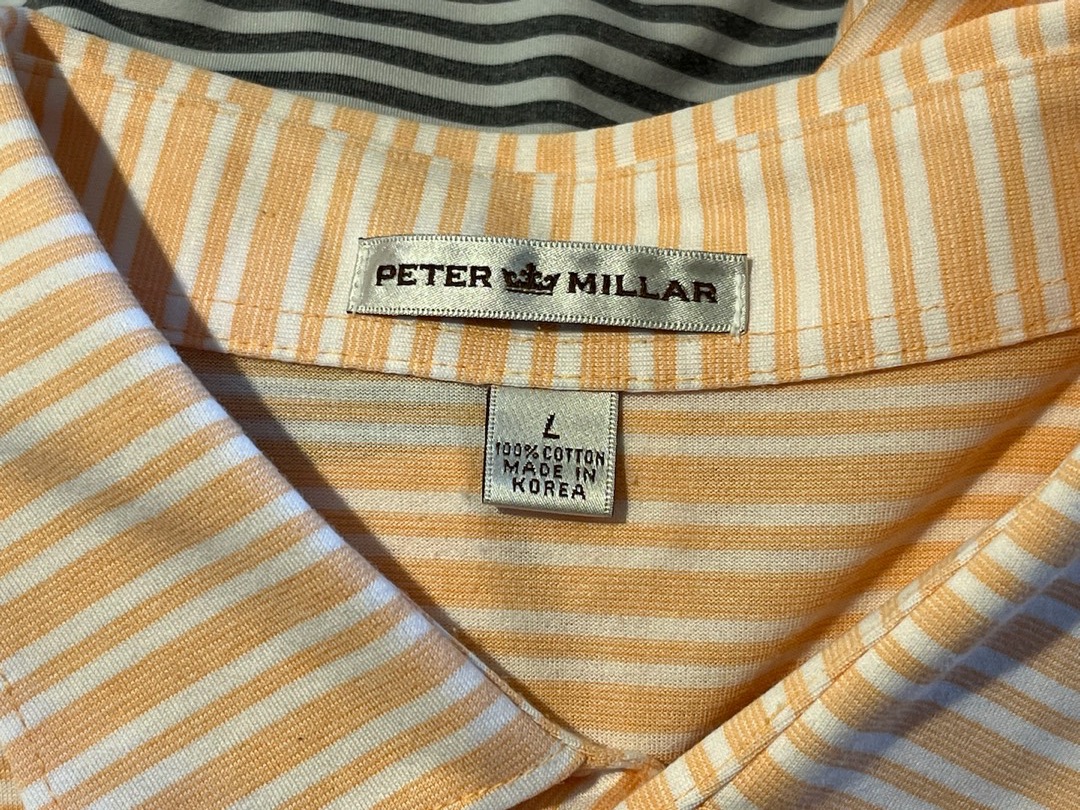 PETER MILLAR
L
100% COTTON
MADE IN
KOREA